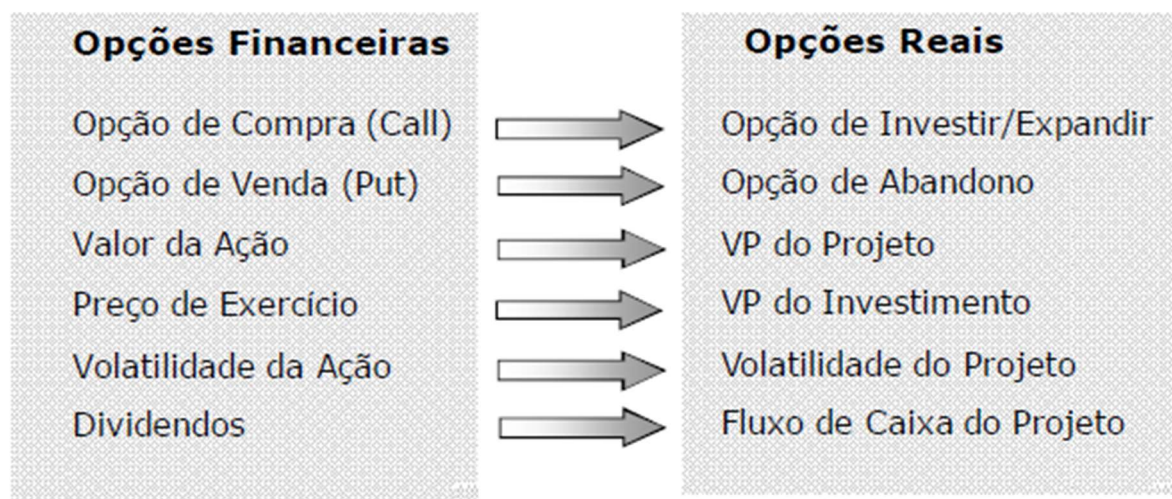 Opções Financeiras
Opção de Compra (Call)
Opção de Venda (Put)
Valor da Ação
Preço de Exercício
Volatilidade da Ação
Dividendos
Opções Reais
Opção de Investir/Expandir
Opção de Abandono
VP do Projeto
VP do Investimento
Volatilidade do Projeto
Fluxo de Caixa do Projeto